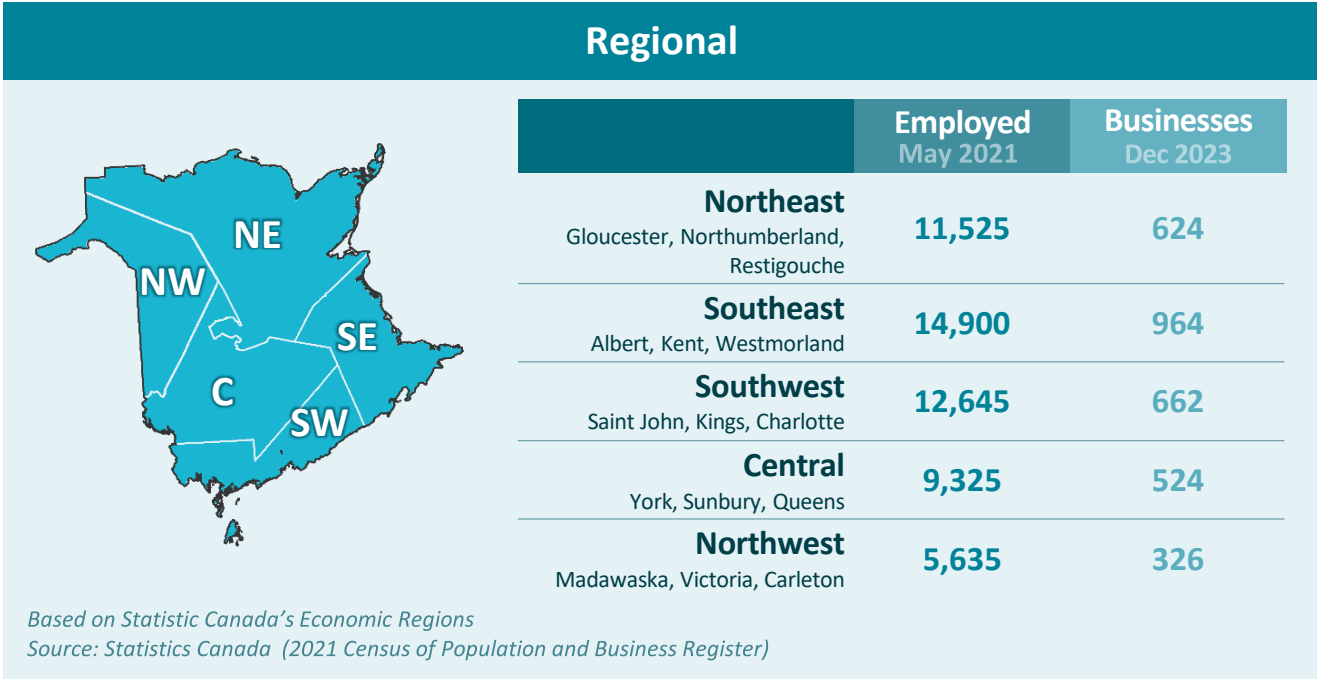 Regional
NE
NW
SE
C
SW
Employed Businesses
May 2021 Dec 2023
Northeast
Gloucester, Northumberland,
Restigouche
11,525 624
Southeast
Albert, Kent, Westmorland
14,900 964
Southwest
Saint John, Kings, Charlotte
12,645 662
Central
York, Sunbury, Queens
9,325 524
Northwest
Madawaska, Victoria, Carleton
5,635 326
Based on Statistic Canada’s Economic Regions
Source: Statistics Canada (2021 Census of Population and Business Register)